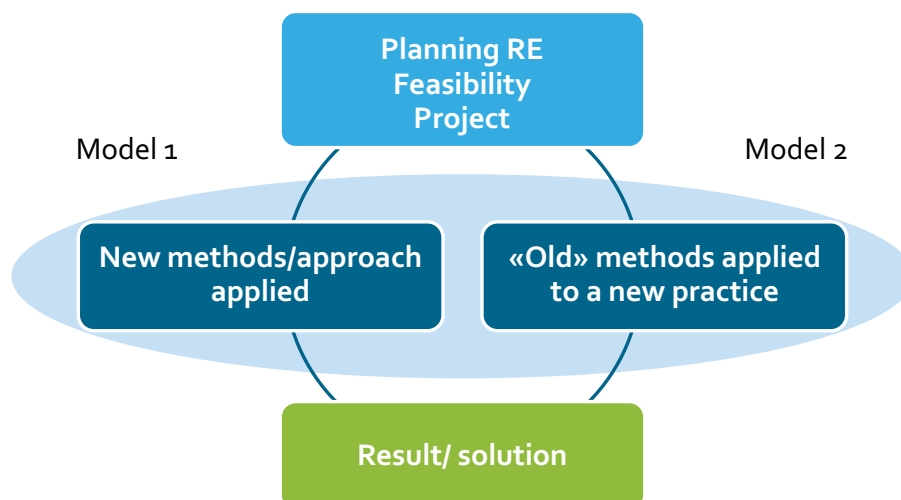 Planning RE
Feasibility
Project
Model 1
Model 2
New methods/approach
applied
«Old» methods applied
to a new practice
Result/ solution